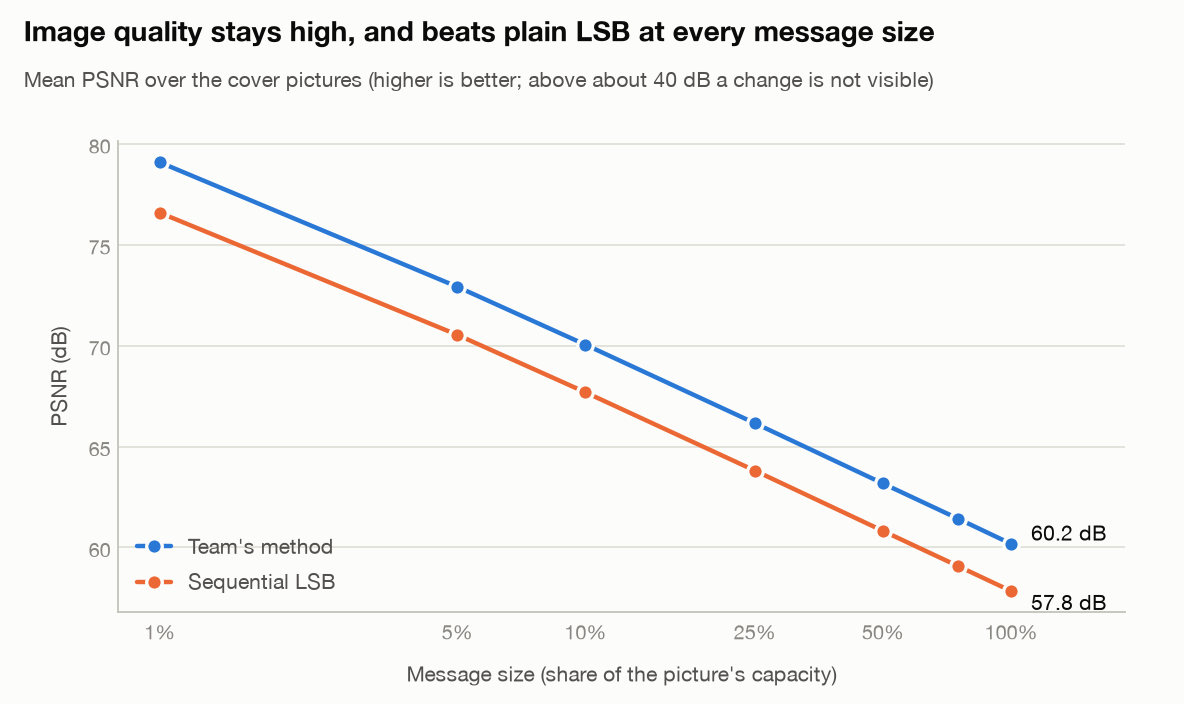 Image quality stays high, and beats plain LSB at every message size
Mean PSNR over the cover pictures (higher is better; above about 40 dB a change is not visible)
80
75
70
65
60
PSNR (dB)
Team's method
Sequential LSB
60.2 dB
57.8 dB
1%
5%
10%
25%
50%
100%
Message size (share of the picture's capacity)